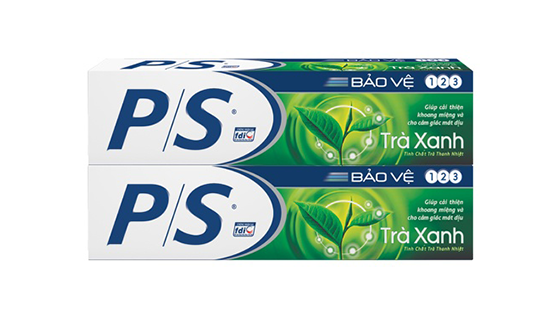 P/S
®
fdi
BẢO VỆ 123
Giúp cải thiện
khoang miệng và
cho cảm giác mát dịu
Trà Xanh
Tinh Chất Trà Thanh Nhiệt
P/S
®
fdi
BẢO VỆ 123
Giúp cải thiện
khoang miệng và
cho cảm giác mát dịu
Trà Xanh
Tinh Chất Trà Thanh Nhiệt